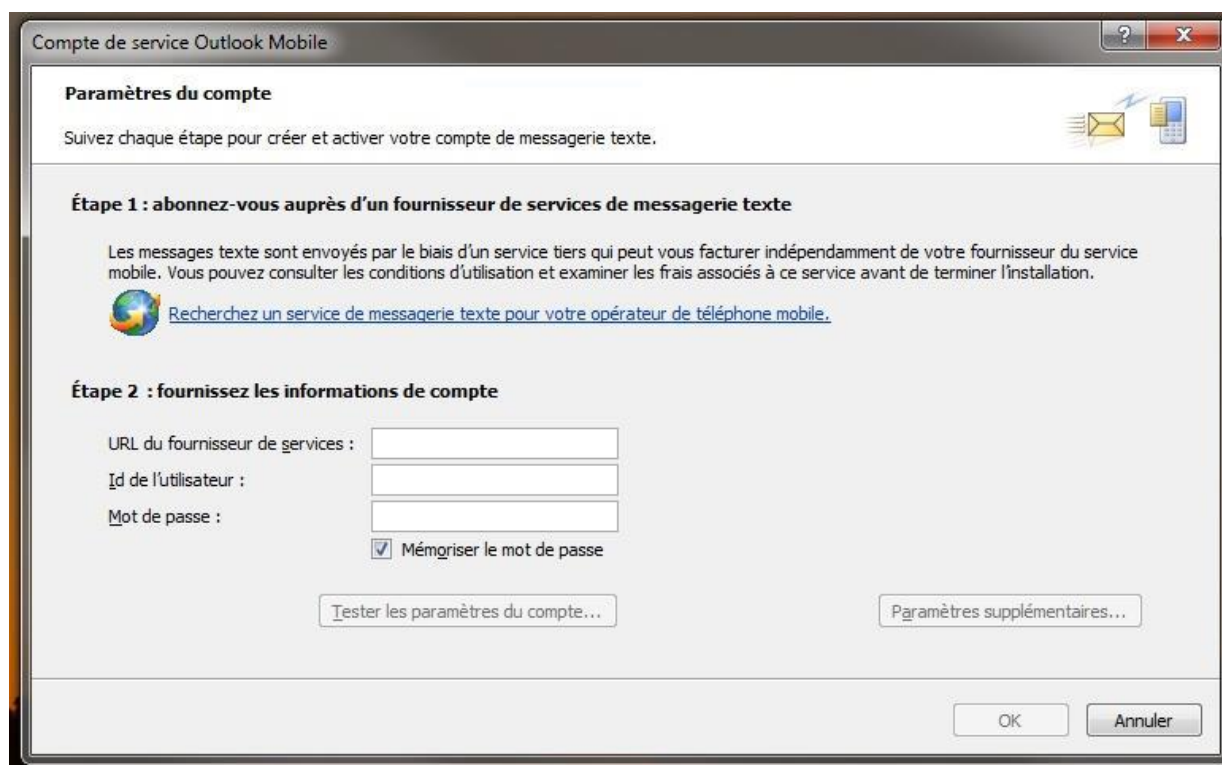 Compte de service Outlook Mobile
Paramètres du compte
Suivez chaque étape pour créer et activer votre compte de messagerie texte.
Étape 1 : abonnez-vous auprès d’un fournisseur de services de messagerie texte
Les messages texte sont envoyés par le biais d’un service tiers qui peut vous facturer indépendamment de votre fournisseur du service
mobile. Vous pouvez consulter les conditions d’utilisation et examiner les frais associés à ce service avant de terminer l’installation.
Recherchez un service de messagerie texte pour votre opérateur de téléphone mobile.
Étape 2 : fournissez les informations de compte
URL du fournisseur de services :
Id de l’utilisateur :
Mot de passe :
Mémoriser le mot de passe
Tester les paramètres du compte... Paramètres supplémentaires...
OK Annuler